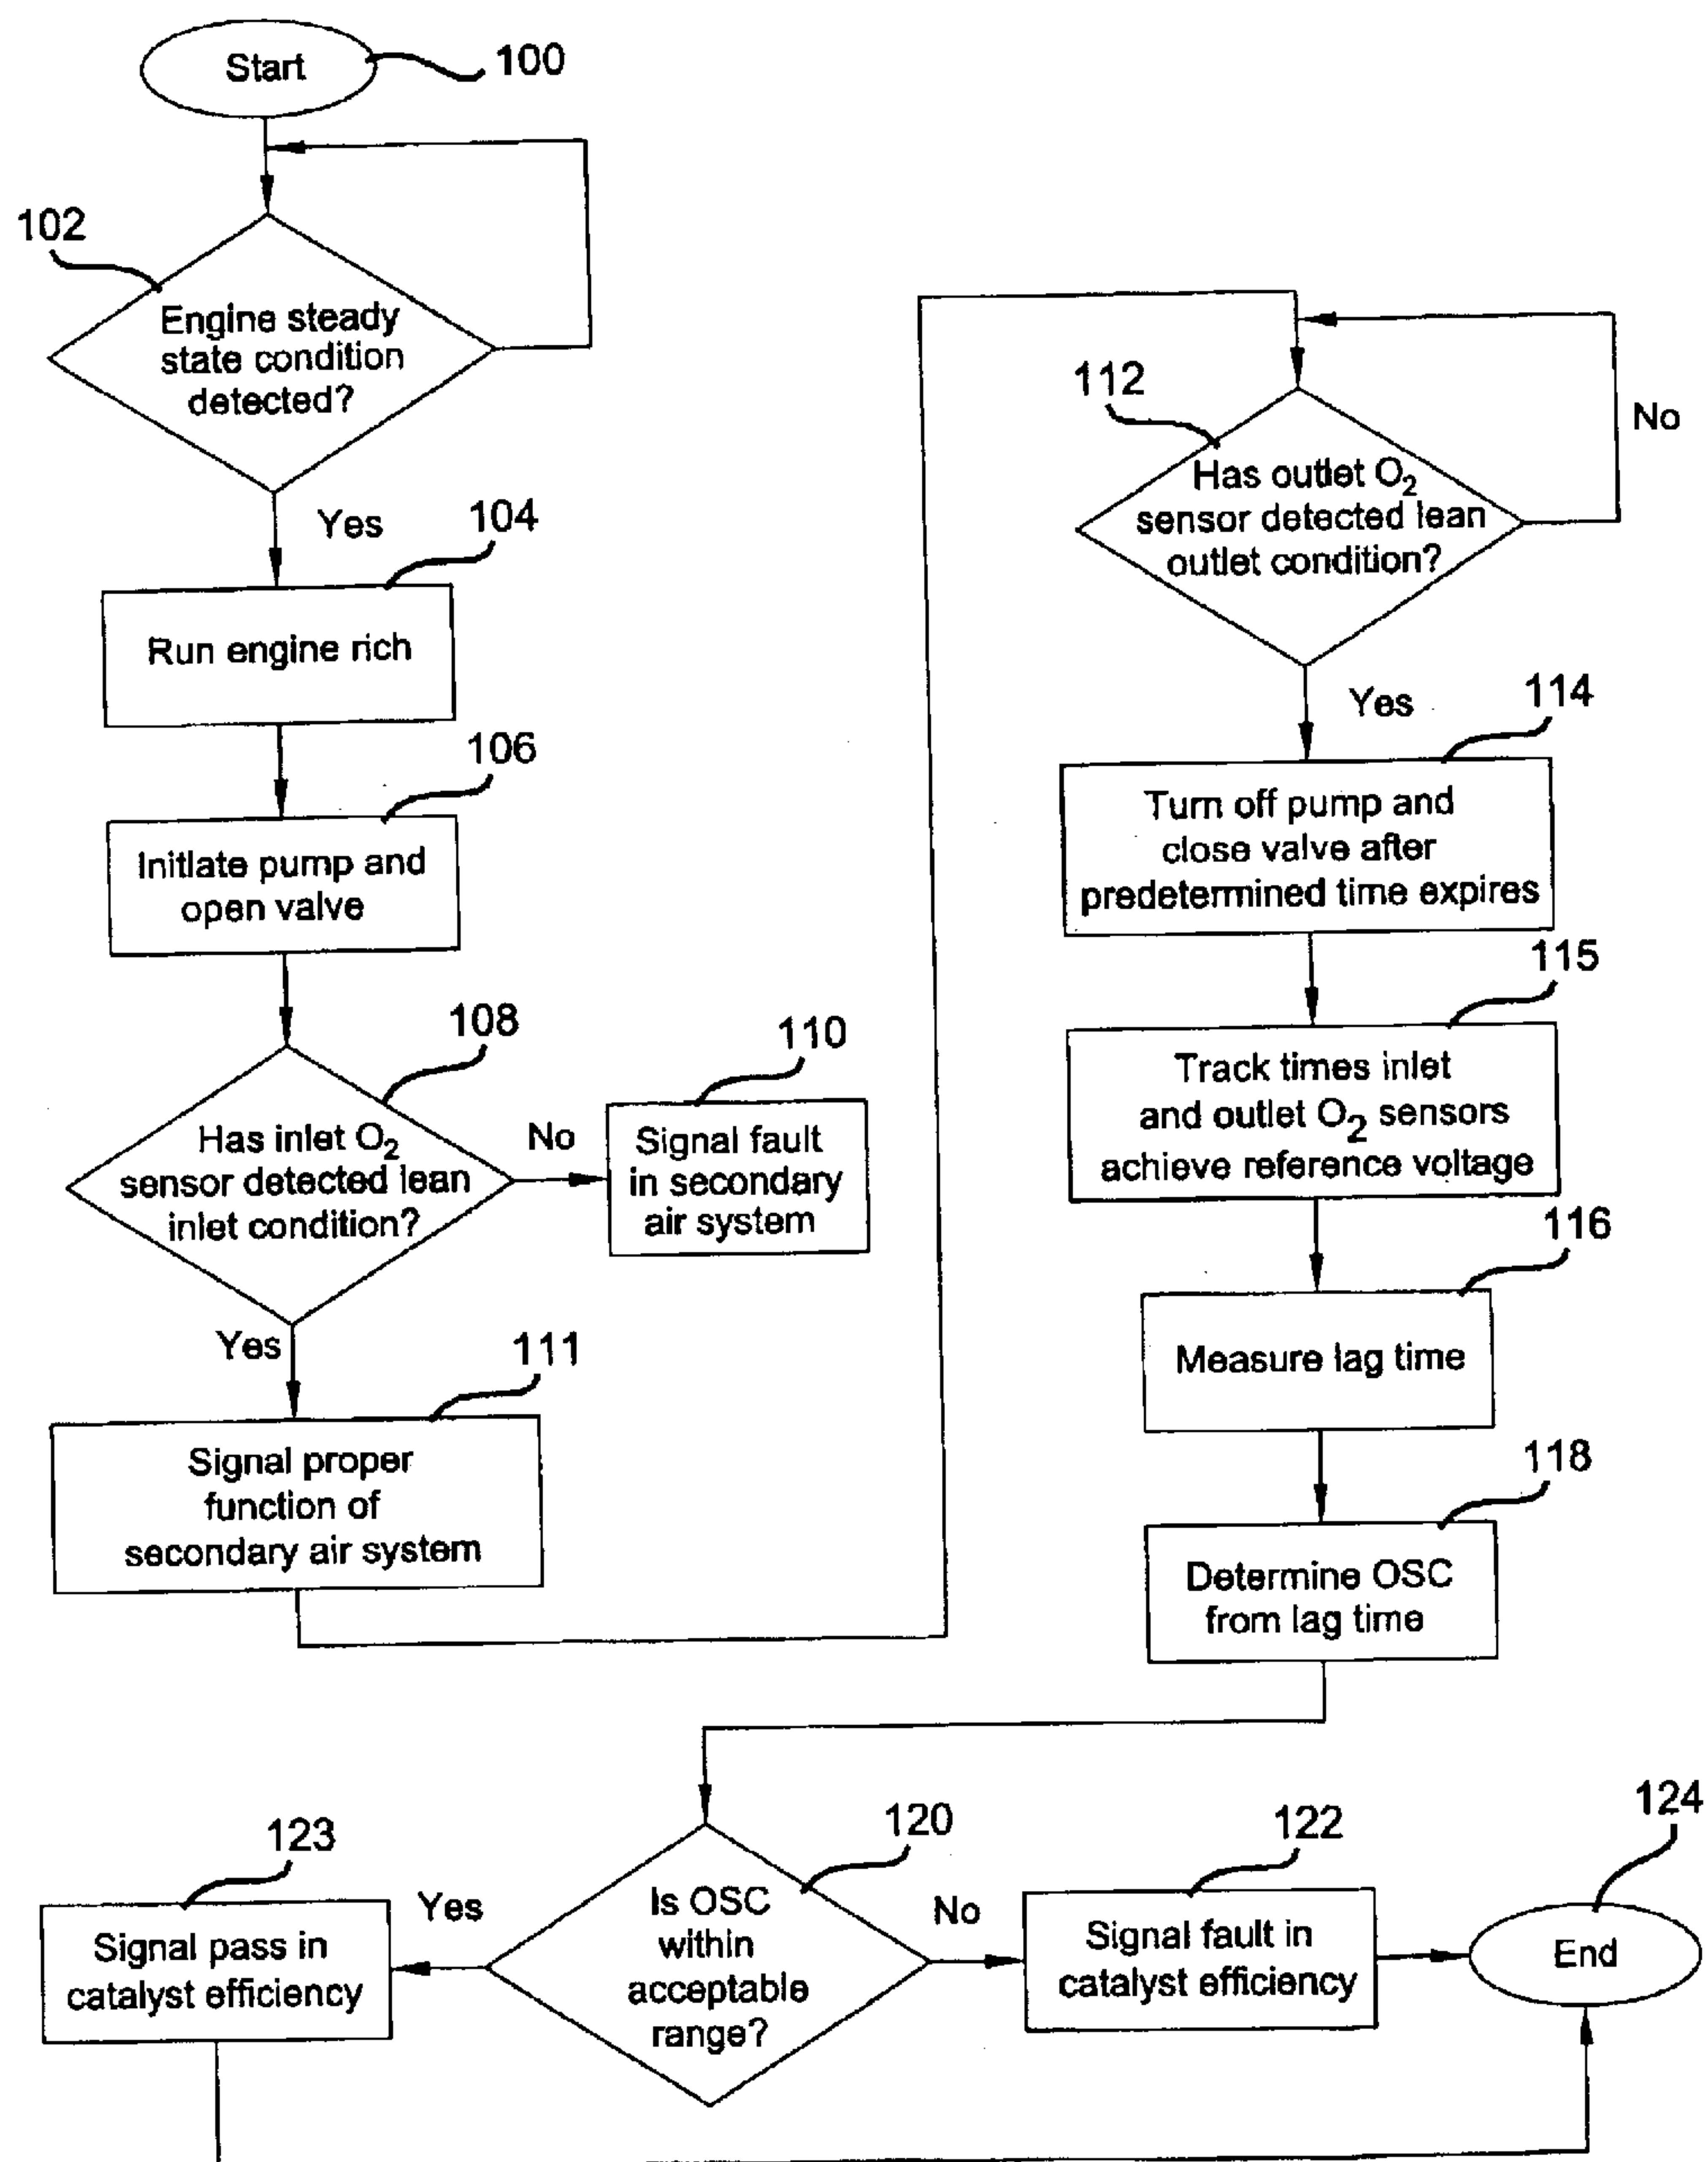 Start
100
102
Engine steady
state condition
detected?
Yes
104
Run engine rich
106
Initiate pump and
open valve
108
Has inlet O₂
sensor detected lean
inlet condition?
No
110
Signal fault
in secondary
air system
Yes
111
Signal proper
function of
secondary air system
112
Has outlet O₂
sensor detected lean
outlet condition?
No
Yes
114
Turn off pump and
close valve after
predetermined time expires
115
Track times inlet
and outlet O₂ sensors
achieve reference voltage
116
Measure lag time
118
Determine OSC
from lag time
120
Is OSC
within
acceptable
range?
Yes
123
Signal pass in
catalyst efficiency
No
122
Signal fault in
catalyst efficiency
124
End